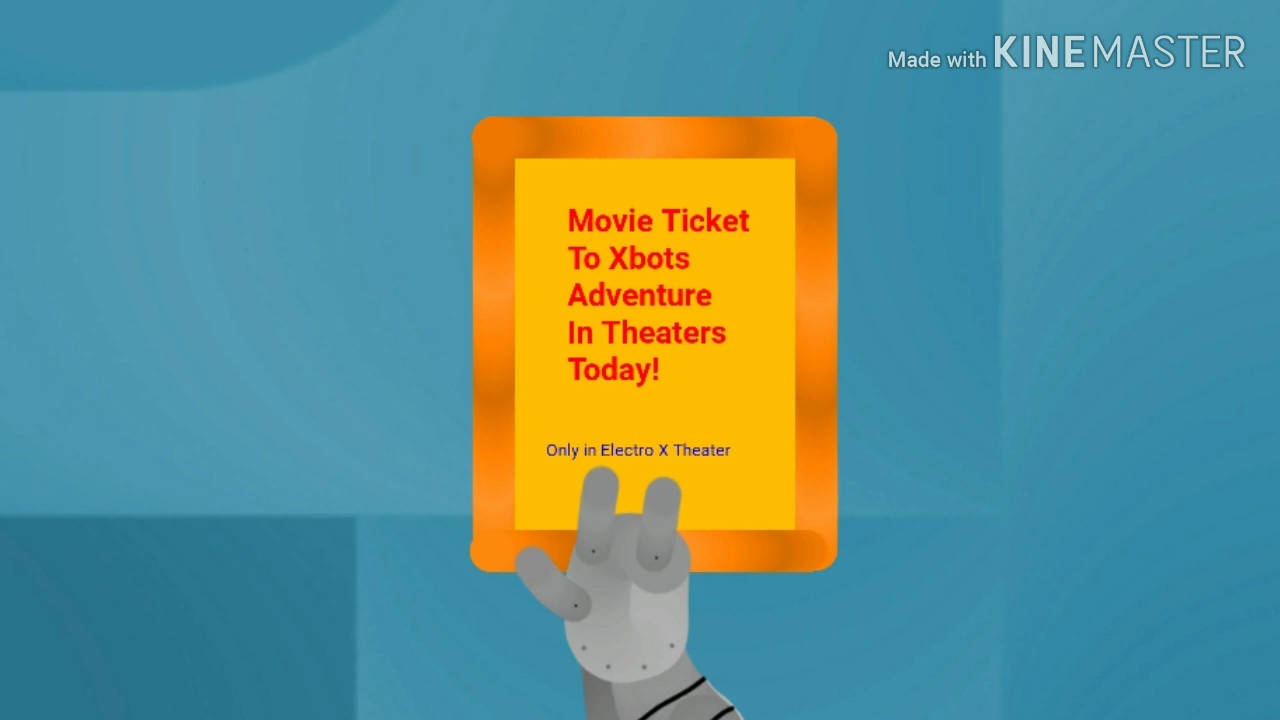 Made with KINEMASTER
Movie Ticket
To Xbots
Adventure
In Theaters
Today!
Only in Electro X Theater